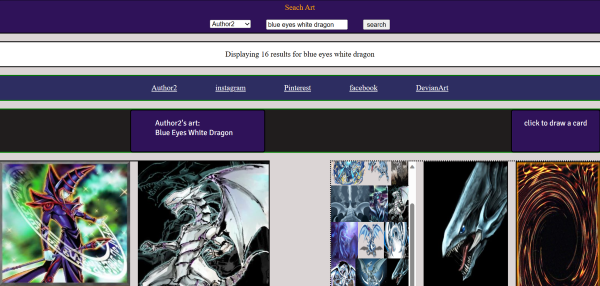 Seach Art
Author2 blue eyes white dragon search
Displaying 16 results for blue eyes white dragon
Author2 instagram Pinterest facebook DevianArt
Author2's art:
Blue Eyes White Dragon
click to draw a card